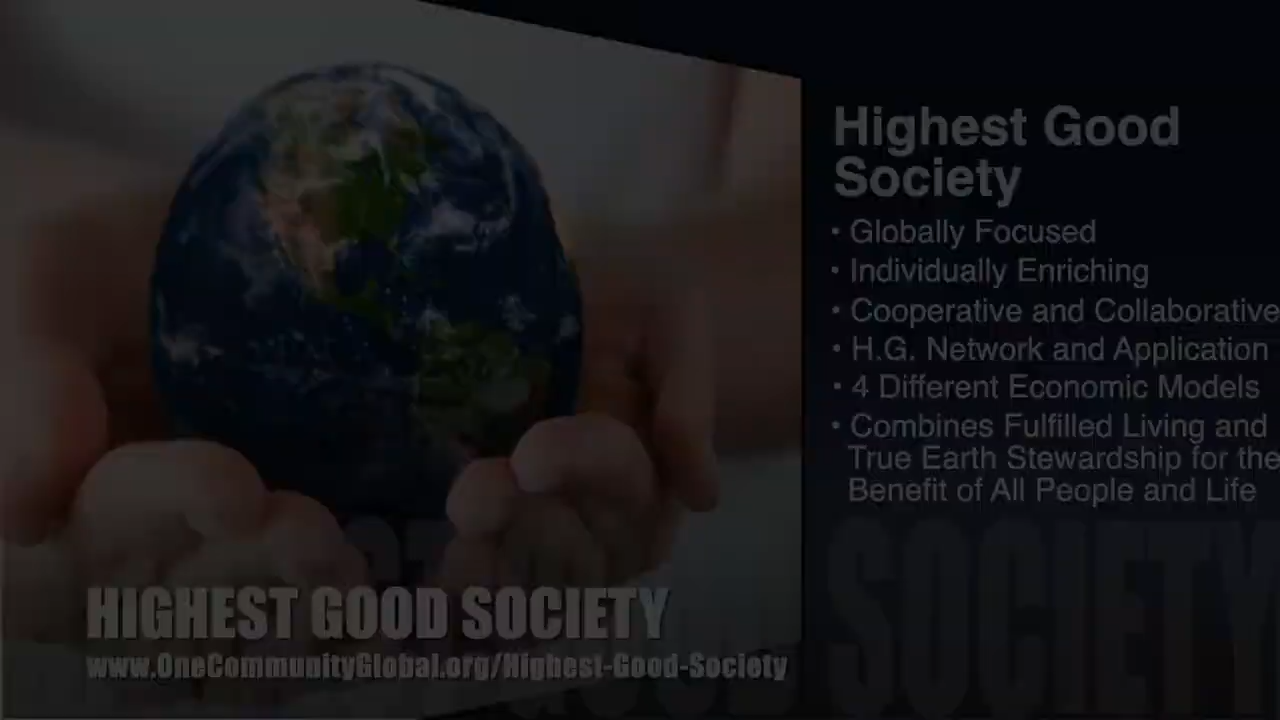 Highest Good
Society
• Globally Focused
• Individually Enriching
• Cooperative and Collaborative
• H.G. Network and Application
• 4 Different Economic Models
• Combines Fulfilled Living and
True Earth Stewardship for the
Benefit of All People and Life
HIGHEST GOOD SOCIETY
www.OneCommunityGlobal.org/Highest-Good-Society
GOOD SOCIETY